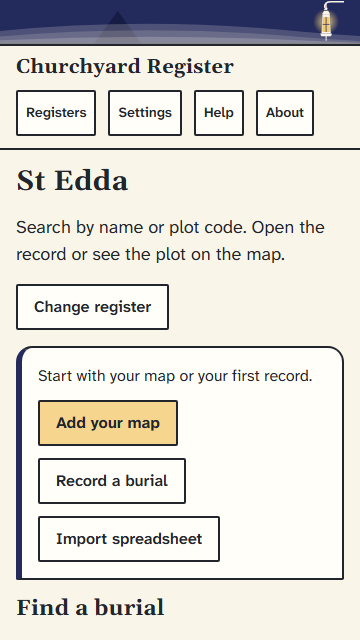 Churchyard Register
Registers
Settings
Help
About
St Edda
Search by name or plot code. Open the
record or see the plot on the map.
Change register
Start with your map or your first record.
Add your map
Record a burial
Import spreadsheet
Find a burial